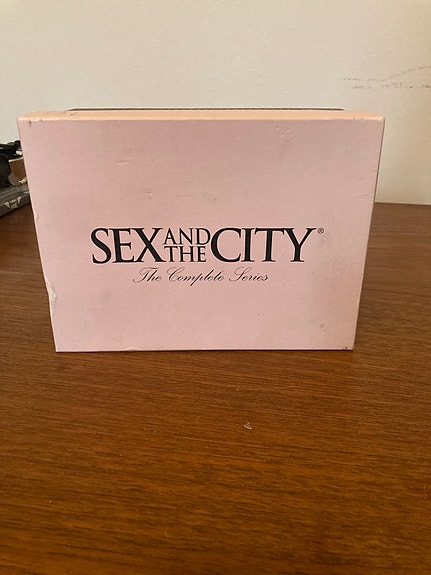 SEX AND THE CITY®
The Complete Series